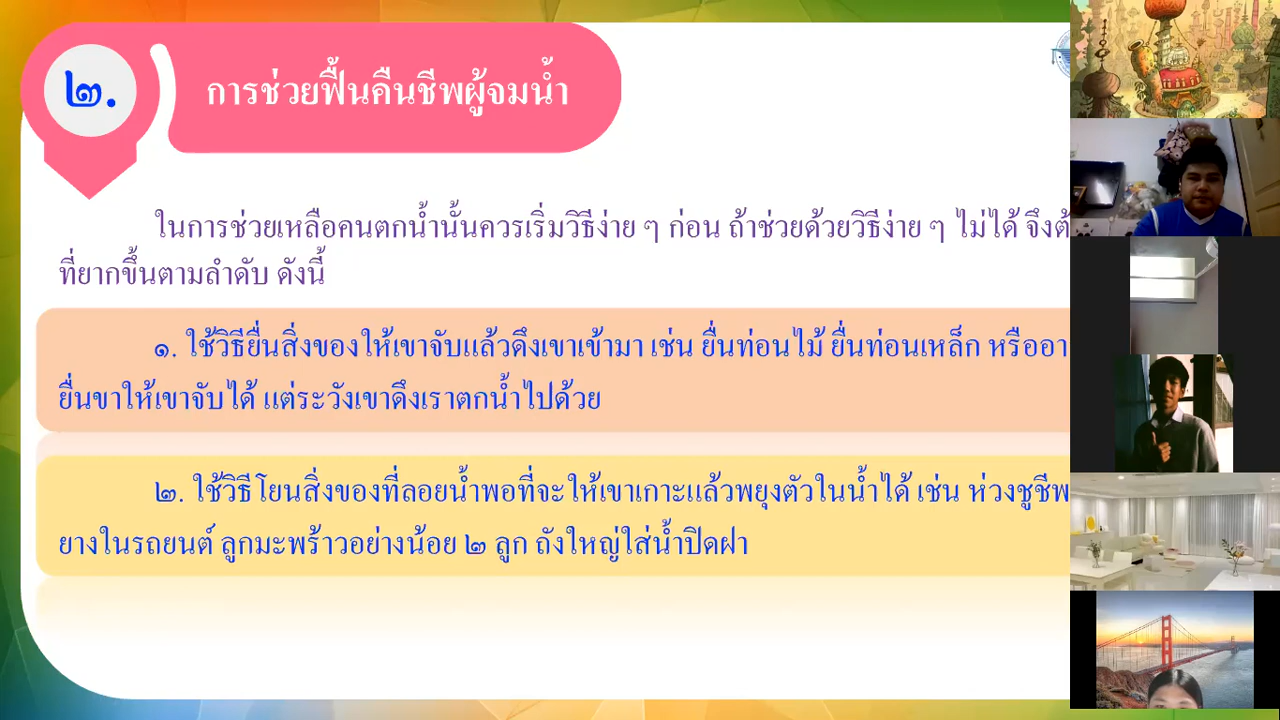 ๒.
การช่วยฟื้นคืนชีพผู้จมน้ำ
ในการช่วยเหลือคนตกน้ำนั้นควรเริ่มวิธีง่าย ๆ ก่อน ถ้าช่วยด้วยวิธีง่าย ๆ ไม่ได้
ที่ยากขึ้นตามลำดับ ดังนี้
๑. ใช้วิธียื่นสิ่งของให้เขาจับแล้วดึงเขาเข้ามา เช่น ยื่นท่อนไม้ ยื่นท่อนเหล็ก
ยื่นขาให้เขาจับได้ แต่ระวังเขาดึงเราตกน้ำไปด้วย
๒. ใช้วิธีโยนสิ่งของที่ลอยน้ำพอที่จะให้เขาเกาะแล้วพยุงตัวในน้ำได้ เช่น ห่วงชูชีพ
ยางในรถยนต์ ลูกมะพร้าวอย่างน้อย ๒ ลูก ถังใหญ่ใส่น้ำปิดฝา